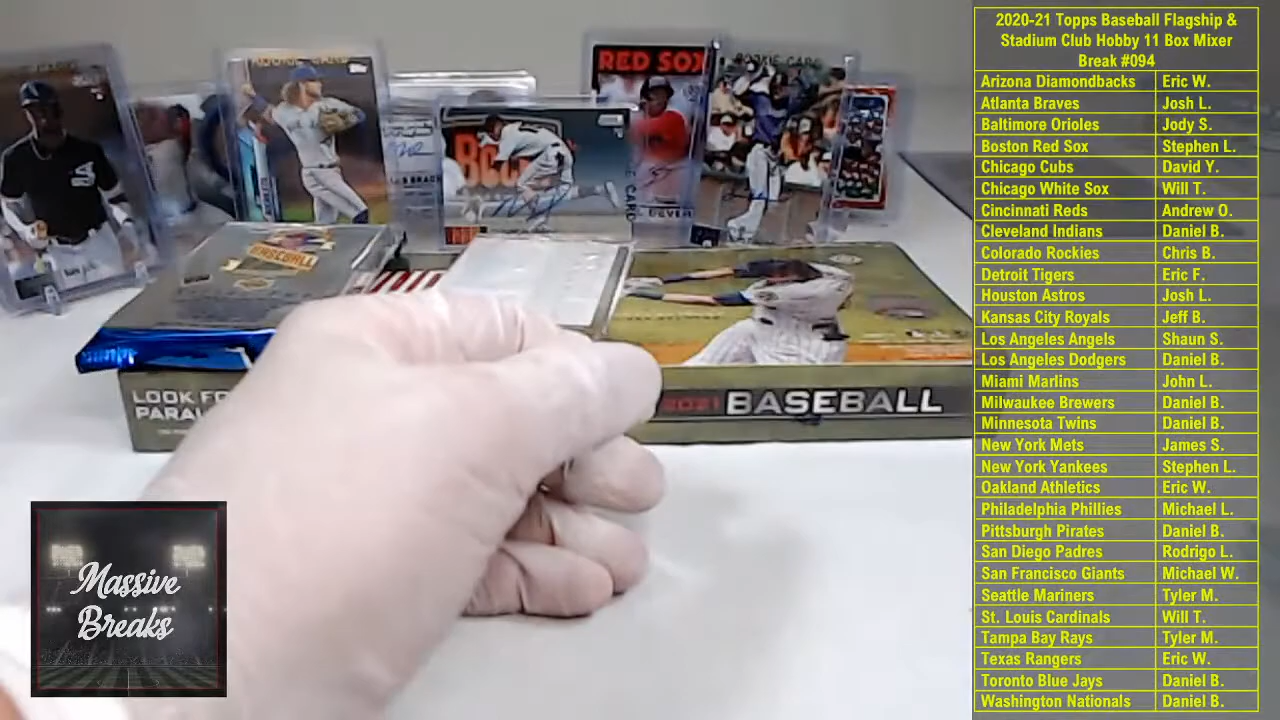 2020-21 Topps Baseball Flagship &
Stadium Club Hobby 11 Box Mixer
Break #094
Arizona Diamondbacks Eric W.
Atlanta Braves Josh L.
Baltimore Orioles Jody S.
Boston Red Sox Stephen L.
Chicago Cubs David Y.
Chicago White Sox Will T.
Cincinnati Reds Andrew O.
Cleveland Indians Daniel B.
Colorado Rockies Chris B.
Detroit Tigers Eric F.
Houston Astros Josh L.
Kansas City Royals Jeff B.
Los Angeles Angels Shaun S.
Los Angeles Dodgers Daniel B.
Miami Marlins John L.
Milwaukee Brewers Daniel B.
Minnesota Twins Daniel B.
New York Mets James S.
New York Yankees Stephen L.
Oakland Athletics Eric W.
Philadelphia Phillies Michael L.
Pittsburgh Pirates Daniel B.
San Diego Padres Rodrigo L.
San Francisco Giants Michael W.
Seattle Mariners Tyler M.
St. Louis Cardinals Will T.
Tampa Bay Rays Tyler M.
Texas Rangers Eric W.
Toronto Blue Jays Daniel B.
Washington Nationals Daniel B.
RED SOX
ROOKIE CARD
BASEBALL
LOOK FO
PARAL
2021 BASEBALL
Massive
Breaks